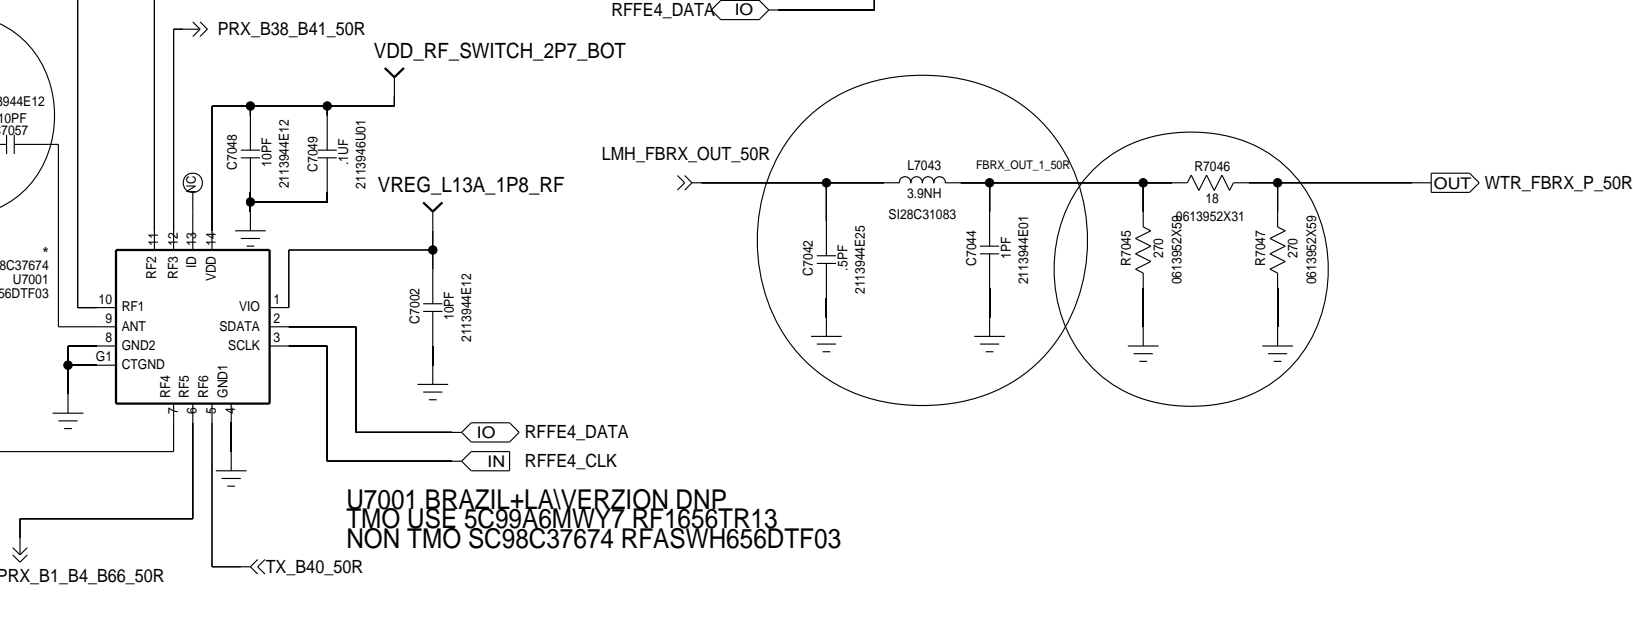 RFFE4_DATA IO
PRX_B38_B41_50R
VDD_RF_SWITCH_2P7_BOT
3944E12
10PF
7057
C7048
10PF
2113944E12
C7049
.1UF
2113946U01
NC
VREG_L13A_1P8_RF
LMH_FBRX_OUT_50R
L7043
3.9NH
SI28C31083
FBRX_OUT_1_50R
R7046
18
0613952X31
OUT WTR_FBRX_P_50R
C7042
.5PF
2113944E25
C7044
1PF
2113944E01
R7045
270
0613952X59
R7047
270
0613952X59
*
8C37674
U7001
56DTF03
11
12
13
14
RF2
RF3
ID
VDD
10 RF1
9 ANT
8 GND2
G1 CTGND
VIO 1
SDATA 2
SCLK 3
RF4
RF5
RF6
GND1
7
6
5
4
C7002
10PF
2113944E12
IO RFFE4_DATA
IN RFFE4_CLK
U7001 BRAZIL+LA\VERZION DNP
TMO USE 5C99A6MWY7 RF1656TR13
NON TMO SC98C37674 RFASWH656DTF03
TX_B40_50R
PRX_B1_B4_B66_50R